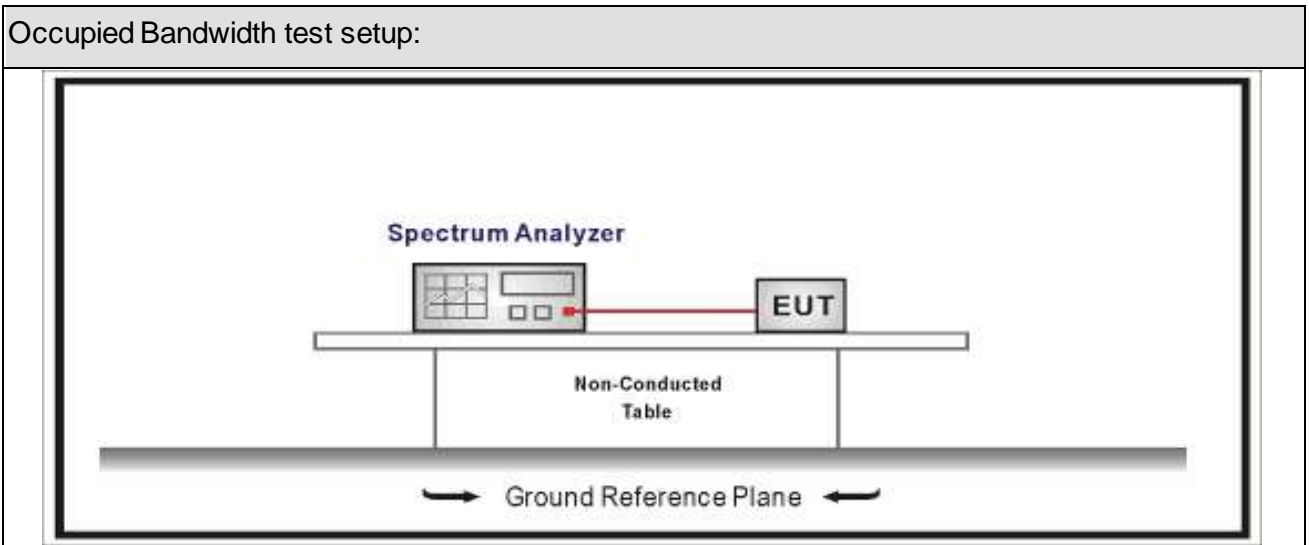 Occupied Bandwidth test setup:
Spectrum Analyzer
EUT
Non-Conducted
Table
Ground Reference Plane